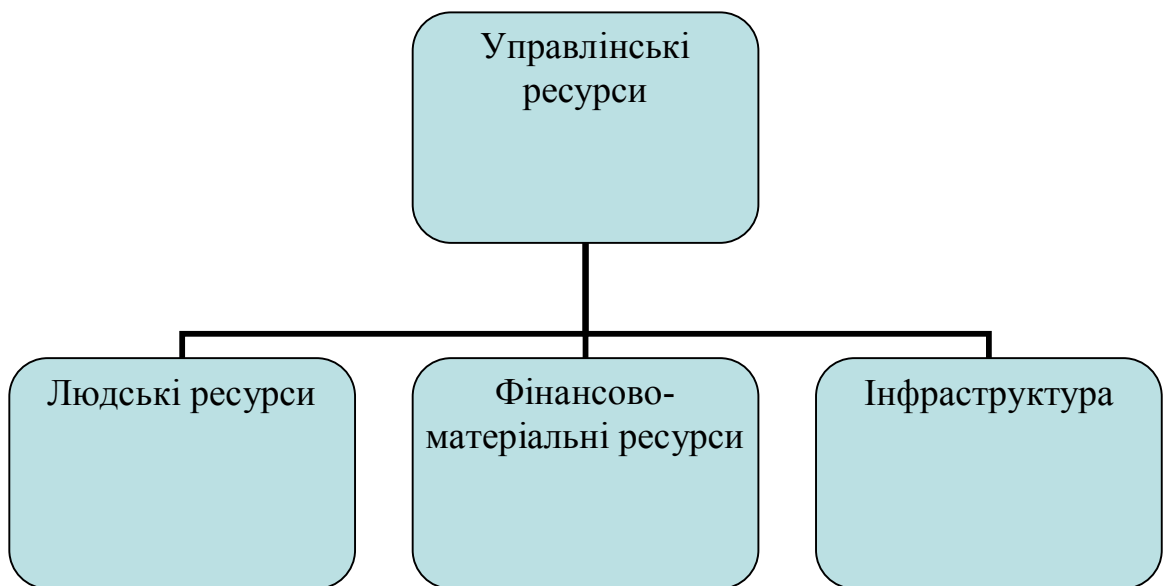 Управлінські
ресурси
Людські ресурси
Фінансово-
матеріальні ресурси
Інфраструктура